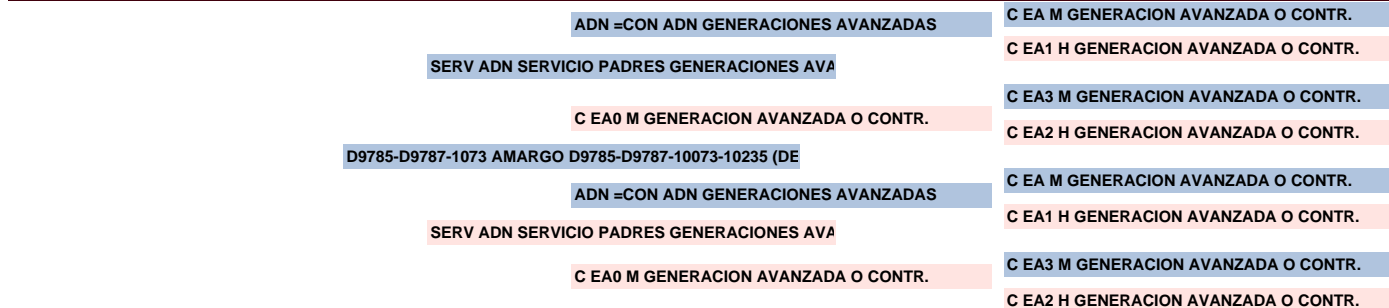 C EA M GENERACION AVANZADA O CONTR.
ADN =CON ADN GENERACIONES AVANZADAS
C EA1 H GENERACION AVANZADA O CONTR.
SERV ADN SERVICIO PADRES GENERACIONES AVA
C EA3 M GENERACION AVANZADA O CONTR.
C EA0 M GENERACION AVANZADA O CONTR.
C EA2 H GENERACION AVANZADA O CONTR.
D9785-D9787-1073 AMARGO D9785-D9787-10073-10235 (DE
C EA M GENERACION AVANZADA O CONTR.
ADN =CON ADN GENERACIONES AVANZADAS
C EA1 H GENERACION AVANZADA O CONTR.
SERV ADN SERVICIO PADRES GENERACIONES AVA
C EA3 M GENERACION AVANZADA O CONTR.
C EA0 M GENERACION AVANZADA O CONTR.
C EA2 H GENERACION AVANZADA O CONTR.